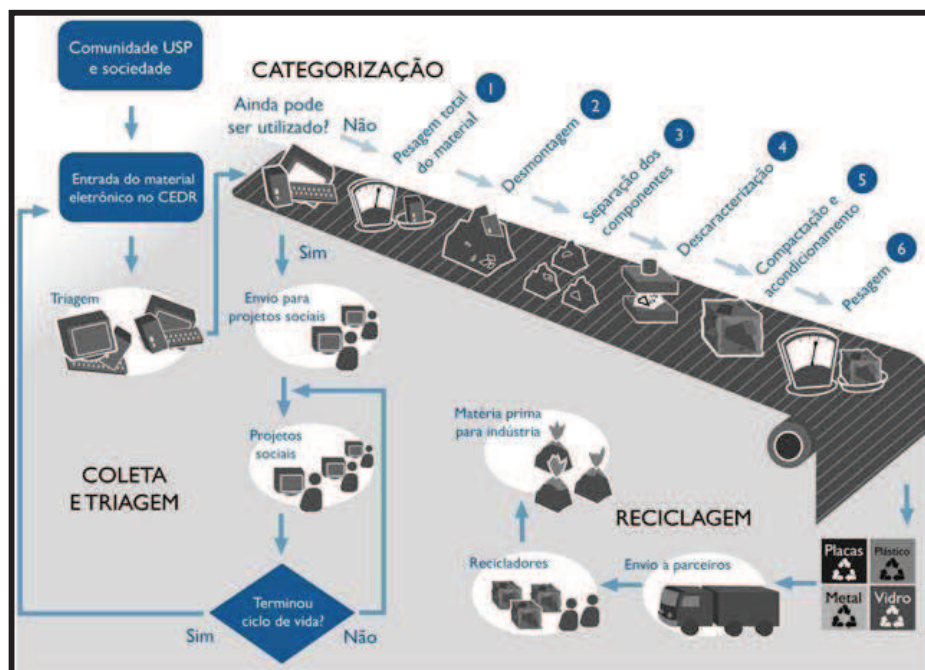 Comunidade USP
e sociedade
Entrada do material
eletrônico no CEDR
Triagem
COLETA
E TRIAGEM
CATEGORIZAÇÃO
Ainda pode
ser utilizado?
Não
Sim
Envio para
projetos sociais
Projetos
sociais
Terminou
ciclo de vida?
Sim
Não
1
Pesagem total
do material
2
Desmontagem
3
Separação dos
componentes
4
Descaracterização
5
Compactação e
acondicionamento
6
Pesagem
Placas
Plástico
Metal
Vidro
RECICLAGEM
Envio à parceiros
Recicladores
Matéria prima
para indústria